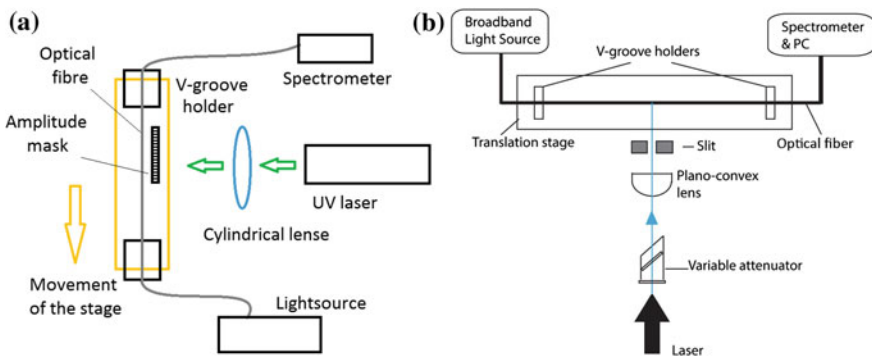 (a)
Optical
fibre
V-groove
holder
Spectrometer
Amplitude
mask
UV laser
Cylindrical lense
Movement
of the stage
Lightsource
(b)
Broadband
Light Source
Spectrometer
& PC
V-groove holders
Translation stage
Optical fiber
Slit
Plano-convex
lens
Variable attenuator
Laser